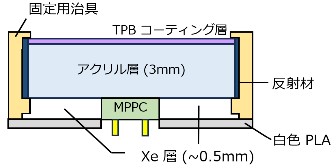 固定用治具
TPB コーティング層
アクリル層 (3mm)
反射材
MPPC
白色 PLA
Xe 層 (~0.5mm)